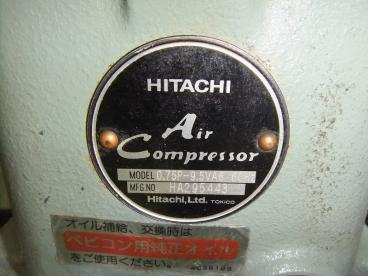 HITACHI
Air
Compressor
MODEL 0.75P-9.5VA6 60Hz
MFG.NO HA295443
Hitachi, Ltd. TOKICO
オイル補給、交換時は
ベビコン用純正オイル
をご使用ください。